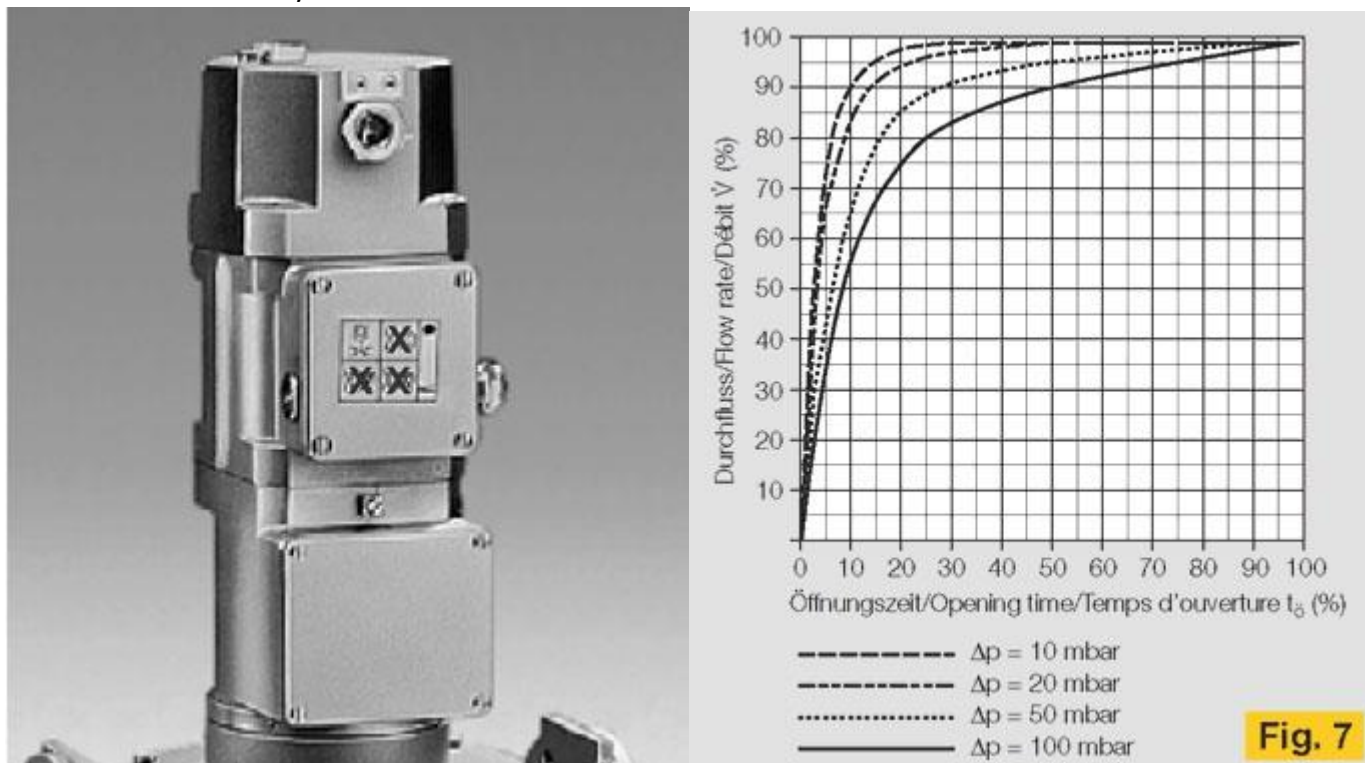 100
90
80
70
60
50
40
30
20
10
Durchfluss/Flow rate/Débit V̇ (%)
0 10 20 30 40 50 60 70 80 90 100
Öffnungszeit/Opening time/Temps d'ouverture tö (%)
Δp = 10 mbar
Δp = 20 mbar
Δp = 50 mbar
Δp = 100 mbar
Fig. 7